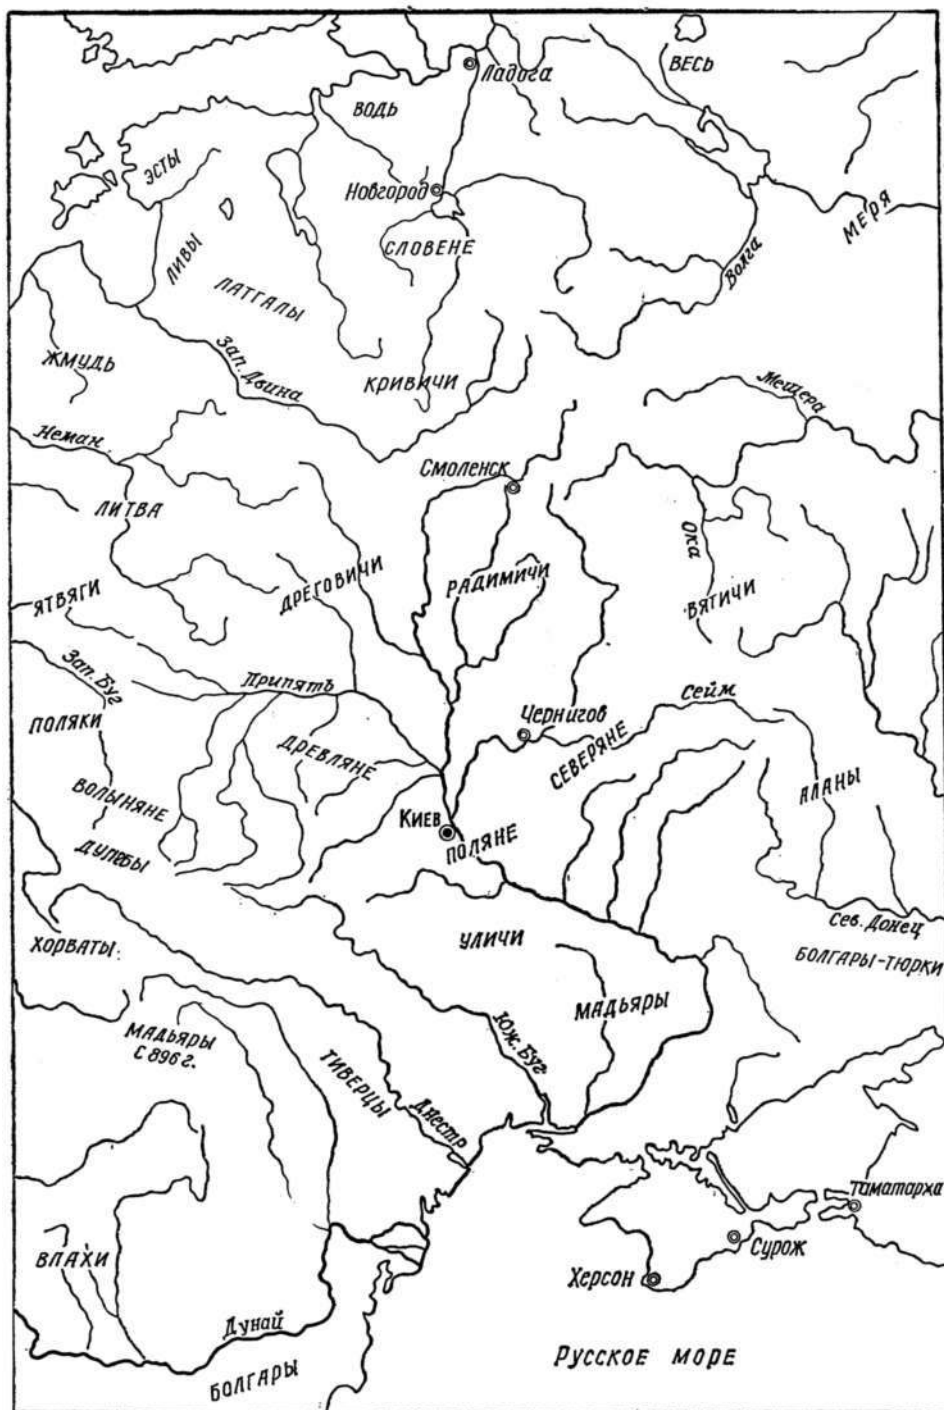 Ладога
ВЕСЬ
ВОДЬ
ЭСТЫ
Новгород
МЕРЯ
СЛОВЕНЕ
ЛИВЫ
Волга
ЛАТГАЛЫ
ЖМУДЬ
Зап. Двина
КРИВИЧИ
Мещера
Неман
Смоленск
ЛИТВА
Ока
ДРЕГОВИЧИ
РАДИМИЧИ
ЯТВЯГИ
ВЯТИЧИ
Зап. Буг
Припять
Сейм
ПОЛЯКИ
Чернигов
ДРЕВЛЯНЕ
СЕВЕРЯНЕ
ВОЛЫНЯНЕ
АЛАНЫ
Киев
ПОЛЯНЕ
ДУЛЕБЫ
Сев. Донец
ХОРВАТЫ
УЛИЧИ
БОЛГАРЫ-ТЮРКИ
МАДЬЯРЫ
МАДЬЯРЫ
С 896 г.
Юж. Буг
ТИВЕРЦЫ
Днестр
Таматарха
ВЛАХИ
Сурож
Херсон
Дунай
Русское море
БОЛГАРЫ